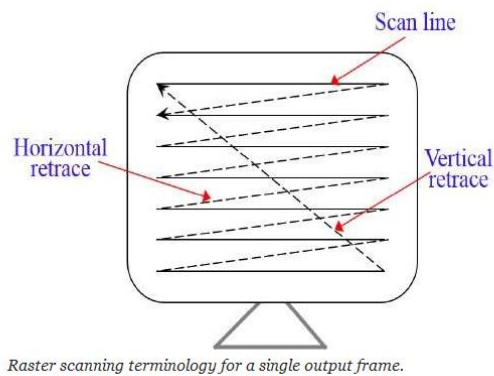 Scan line
Horizontal
retrace
Vertical
retrace
Raster scanning terminology for a single output frame.